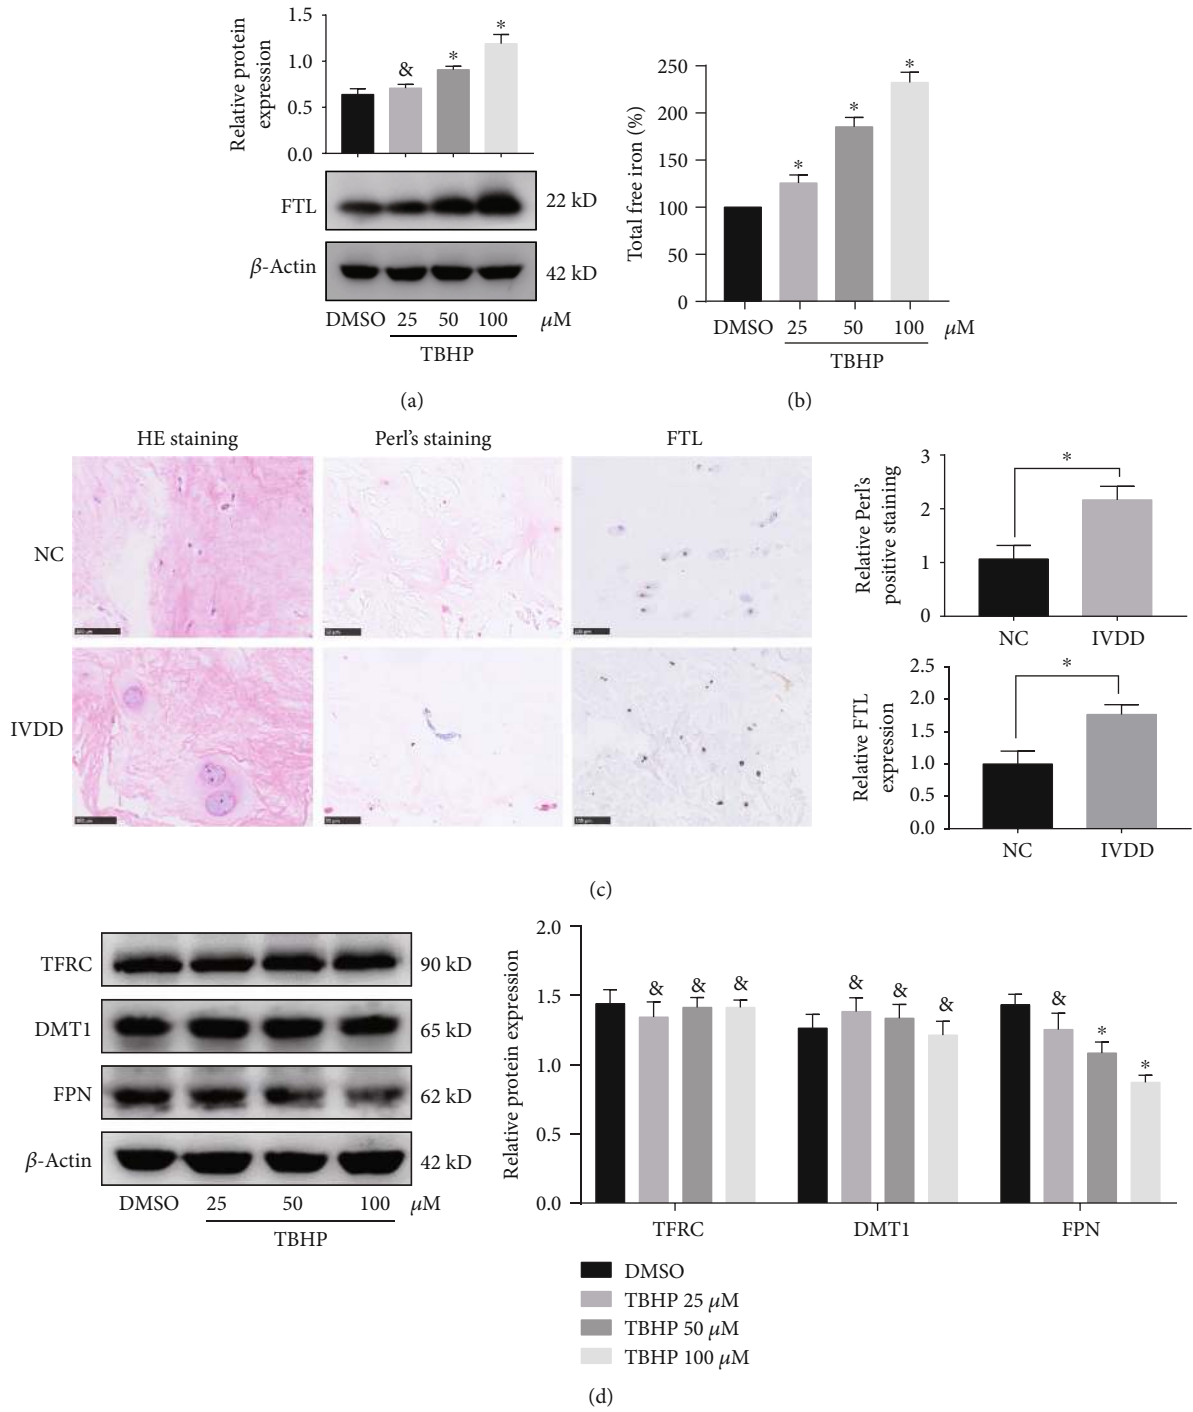 1.5
1.0
0.5
0.0
Relative protein
expression
&
*
*
FTL
22 kD
β-Actin
42 kD
DMSO 25 50 100 μM
TBHP
(a)
250
200
150
100
50
0
Total free iron (%)
*
*
*
DMSO 25 50 100 μM
TBHP
(b)
HE staining Perl's staining FTL
NC
IVDD
3
2
1
0
Relative Perl's
positive staining
*
NC IVDD
2.5
2.0
1.5
1.0
0.5
0.0
Relative FTL
expression
*
NC IVDD
(c)
TFRC 90 kD
DMT1 65 kD
FPN 62 kD
β-Actin 42 kD
DMSO 25 50 100 μM
TBHP
2.0
1.5
1.0
0.5
0.0
Relative protein expression
& & &
& & &
& * *
TFRC DMT1 FPN
DMSO
TBHP 25 μM
TBHP 50 μM
TBHP 100 μM
(d)